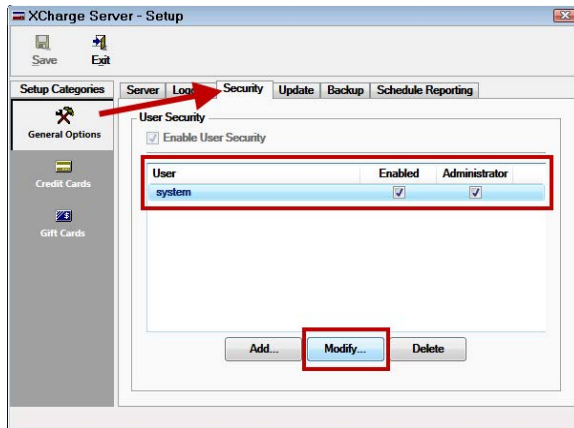 XCharge Server - Setup
Save Exit
Setup Categories
Server Logo Security Update Backup Schedule Reporting
General Options
User Security
Enable User Security
Credit Cards
User Enabled Administrator
system
Gift Cards
Add... Modify... Delete